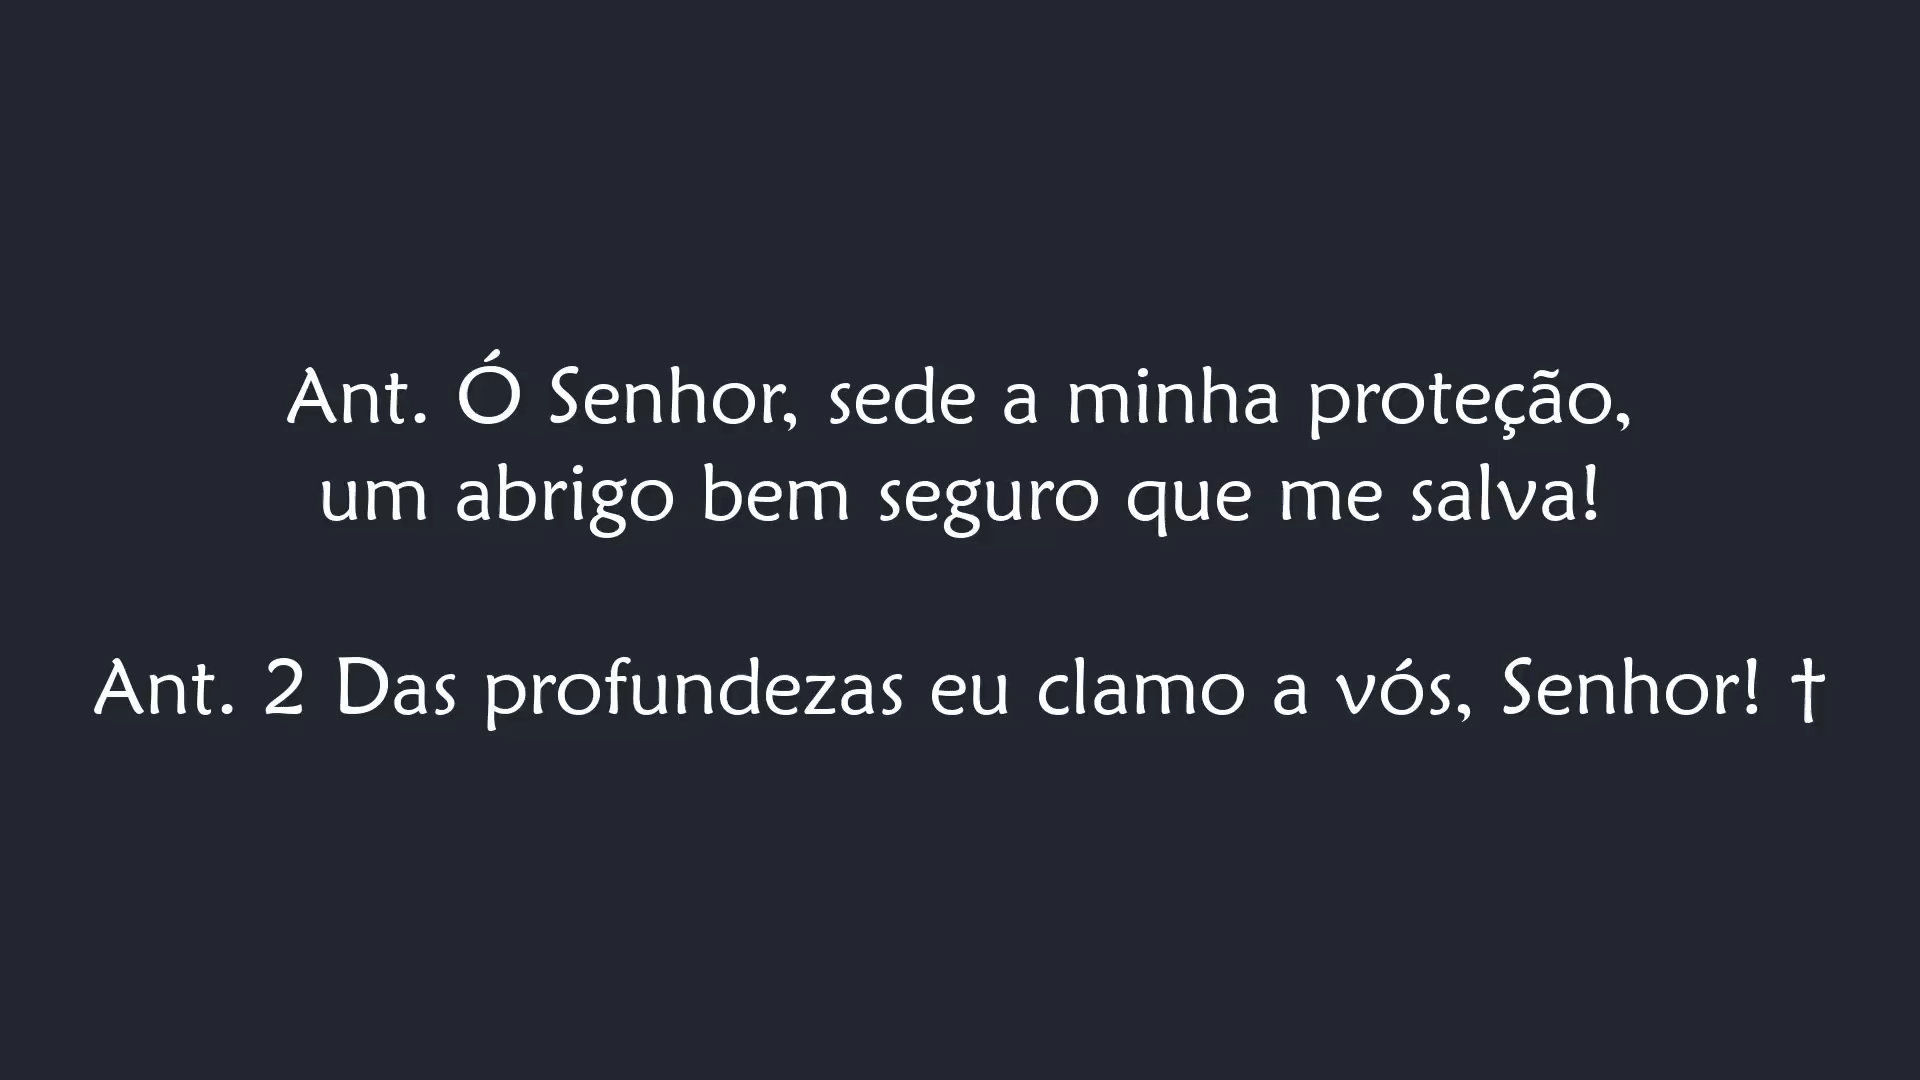 Ant. Ó Senhor, sede a minha proteção,
um abrigo bem seguro que me salva!
Ant. 2 Das profundezas eu clamo a vós, Senhor! †